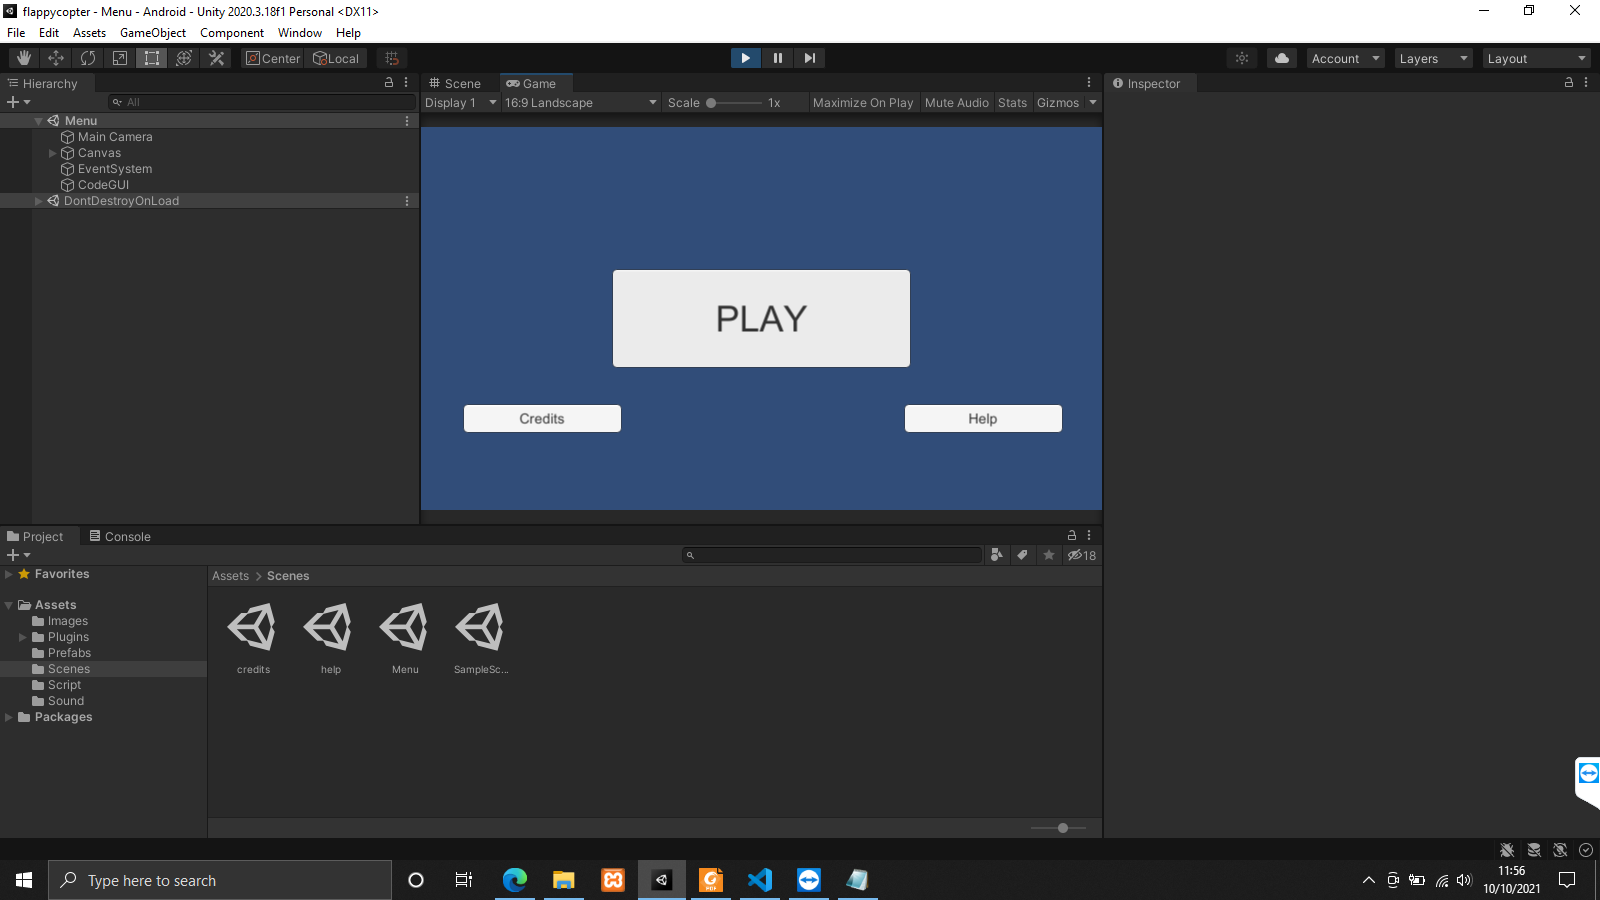 flappycopter - Menu - Android - Unity 2020.3.18f1 Personal <DX11>
File Edit Assets GameObject Component Window Help
Center Local Account Layers Layout
Hierarchy Scene Game Inspector
All Display 1 16:9 Landscape Scale 1x Maximize On Play Mute Audio Stats Gizmos
Menu
Main Camera
Canvas
EventSystem
CodeGUI
DontDestroyOnLoad
PLAY
Credits Help
Project Console
18
Favorites Assets > Scenes
Assets
Images
Plugins
Prefabs
Scenes
Script
Sound
Packages
credits help Menu SampleSc...
Type here to search
PDF
11:56
10/10/2021